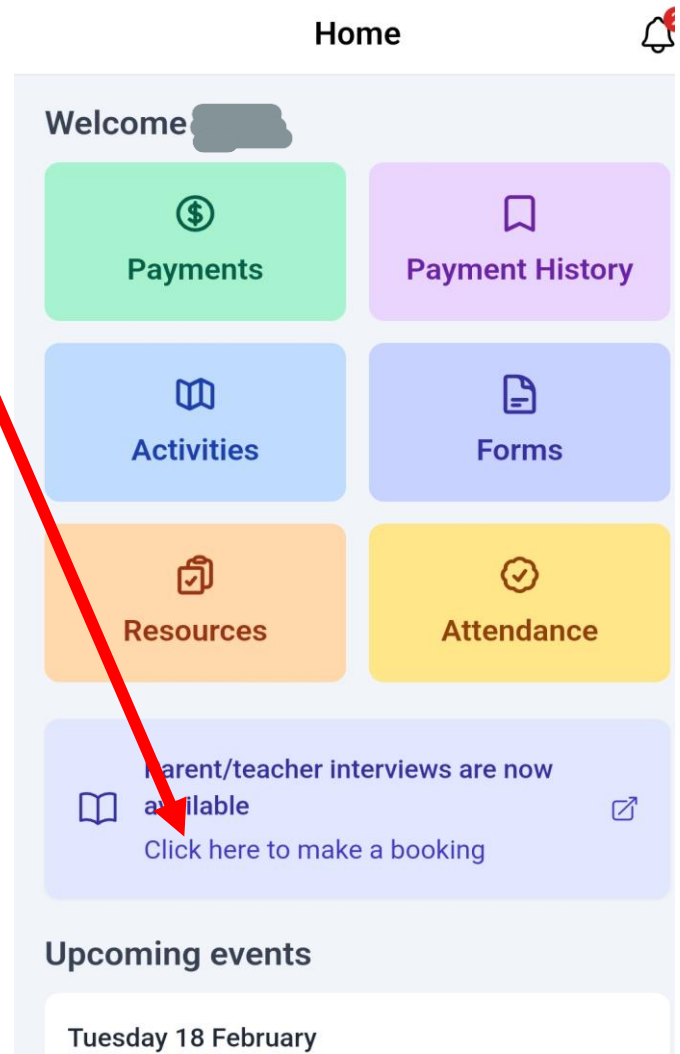 Home
Welcome
Payments
Payment History
Activities
Forms
Resources
Attendance
Parent/teacher interviews are now
available
Click here to make a booking
Upcoming events
Tuesday 18 February